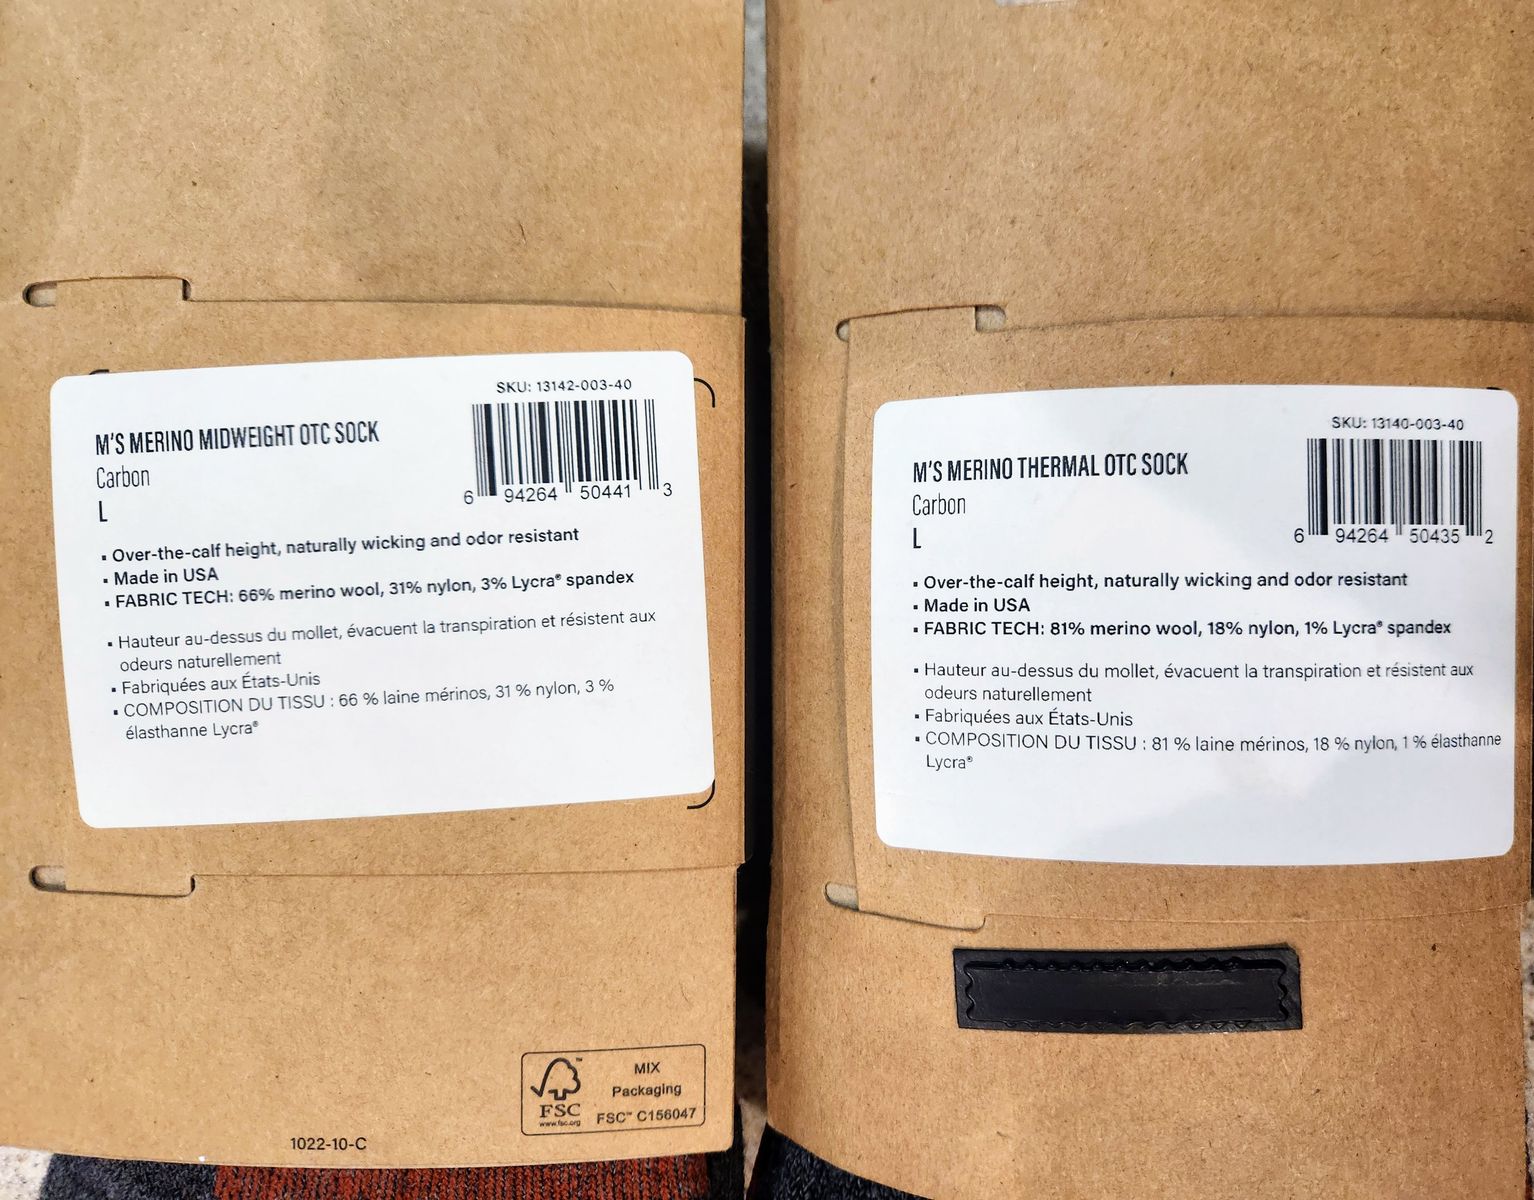 SKU: 13142-003-40
M'S MERINO MIDWEIGHT OTC SOCK
Carbon
L
6 94264 50441 3
▪ Over-the-calf height, naturally wicking and odor resistant
▪ Made in USA
▪ FABRIC TECH: 66% merino wool, 31% nylon, 3% Lycra® spandex
▪ Hauteur au-dessus du mollet, évacuent la transpiration et résistent aux
odeurs naturellement
▪ Fabriquées aux États-Unis
▪ COMPOSITION DU TISSU : 66 % laine mérinos, 31 % nylon, 3 %
élasthanne Lycra®
FSC
www.fsc.org
MIX
Packaging
FSC™ C156047
1022-10-C
SKU: 13140-003-40
M'S MERINO THERMAL OTC SOCK
Carbon
L
6 94264 50435 2
▪ Over-the-calf height, naturally wicking and odor resistant
▪ Made in USA
▪ FABRIC TECH: 81% merino wool, 18% nylon, 1% Lycra® spandex
▪ Hauteur au-dessus du mollet, évacuent la transpiration et résistent aux
odeurs naturellement
▪ Fabriquées aux États-Unis
▪ COMPOSITION DU TISSU : 81 % laine mérinos, 18 % nylon, 1 % élasthanne
Lycra®